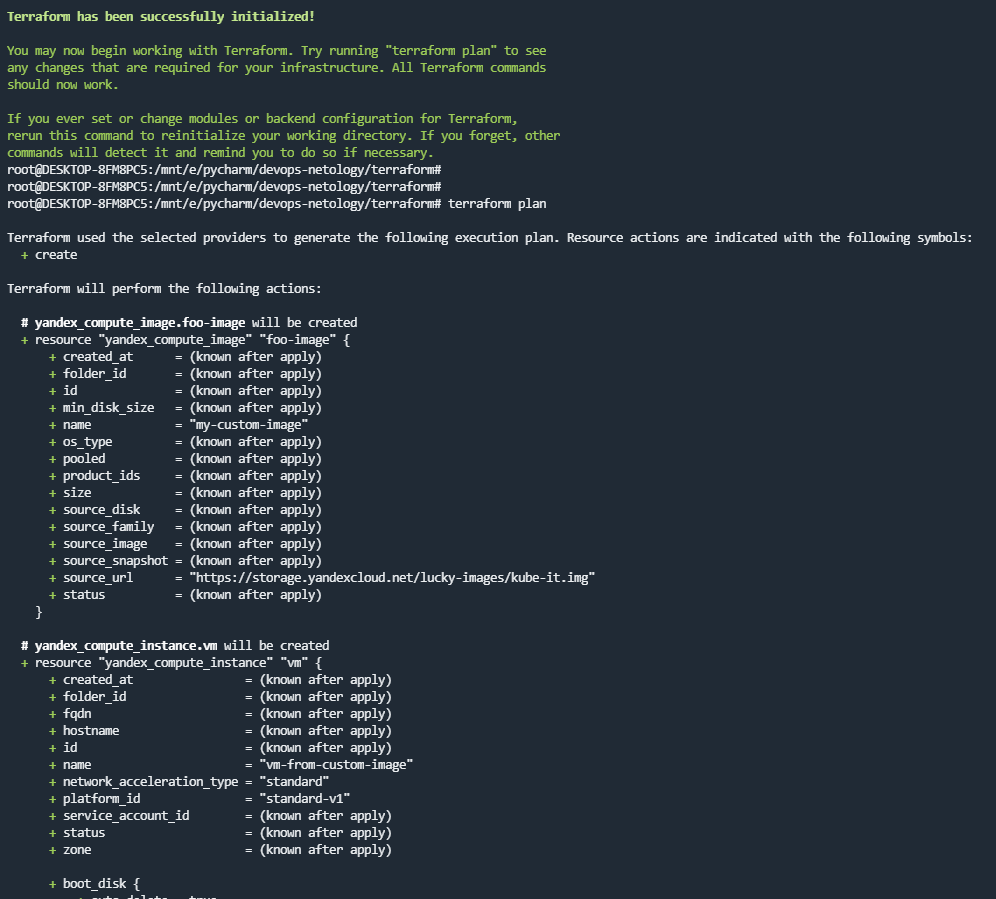 Terraform has been successfully initialized!
You may now begin working with Terraform. Try running "terraform plan" to see
any changes that are required for your infrastructure. All Terraform commands
should now work.
If you ever set or change modules or backend configuration for Terraform,
rerun this command to reinitialize your working directory. If you forget, other
commands will detect it and remind you to do so if necessary.
root@DESKTOP-8FM8PC5:/mnt/e/pycharm/devops-netology/terraform#
root@DESKTOP-8FM8PC5:/mnt/e/pycharm/devops-netology/terraform#
root@DESKTOP-8FM8PC5:/mnt/e/pycharm/devops-netology/terraform# terraform plan
Terraform used the selected providers to generate the following execution plan. Resource actions are indicated with the following symbols:
  + create
Terraform will perform the following actions:
  # yandex_compute_image.foo-image will be created
  + resource "yandex_compute_image" "foo-image" {
      + created_at      = (known after apply)
      + folder_id       = (known after apply)
      + id              = (known after apply)
      + min_disk_size   = (known after apply)
      + name            = "my-custom-image"
      + os_type         = (known after apply)
      + pooled          = (known after apply)
      + product_ids     = (known after apply)
      + size            = (known after apply)
      + source_disk     = (known after apply)
      + source_family   = (known after apply)
      + source_image    = (known after apply)
      + source_snapshot = (known after apply)
      + source_url      = "https://storage.yandexcloud.net/lucky-images/kube-it.img"
      + status          = (known after apply)
    }
  # yandex_compute_instance.vm will be created
  + resource "yandex_compute_instance" "vm" {
      + created_at                = (known after apply)
      + folder_id                 = (known after apply)
      + fqdn                      = (known after apply)
      + hostname                  = (known after apply)
      + id                        = (known after apply)
      + name                      = "vm-from-custom-image"
      + network_acceleration_type = "standard"
      + platform_id               = "standard-v1"
      + service_account_id        = (known after apply)
      + status                    = (known after apply)
      + zone                      = (known after apply)
      + boot_disk {